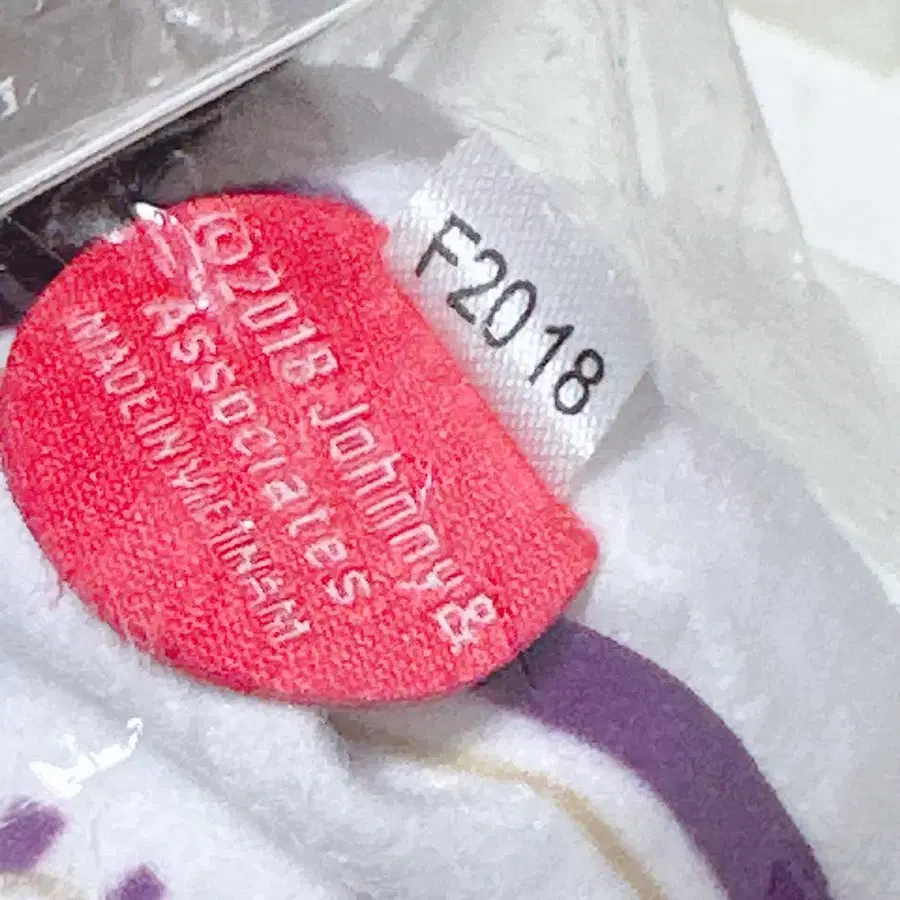 ©2018 Johnny &
Associates
MADE IN VIETNAM
F2018